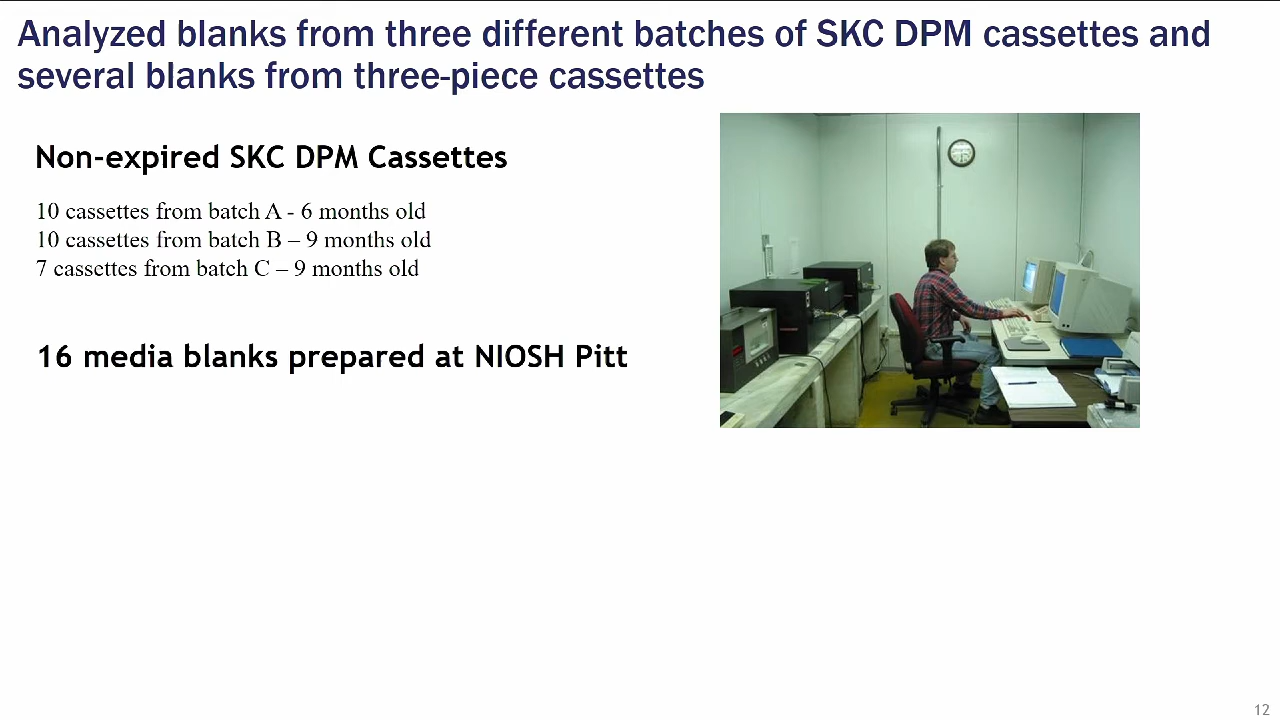 Analyzed blanks from three different batches of SKC DPM cassettes and
several blanks from three-piece cassettes
Non-expired SKC DPM Cassettes
10 cassettes from batch A - 6 months old
10 cassettes from batch B – 9 months old
7 cassettes from batch C – 9 months old
16 media blanks prepared at NIOSH Pitt
12